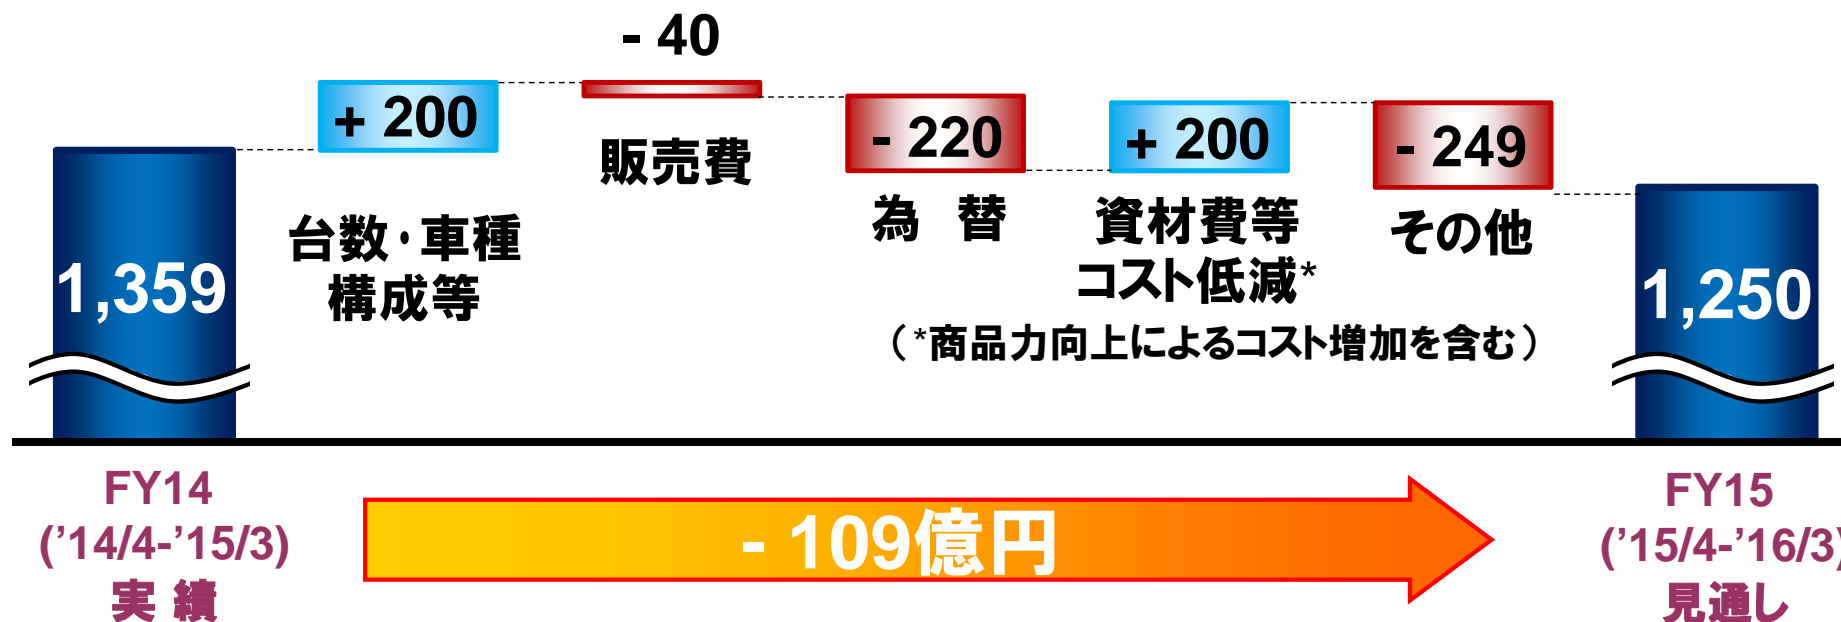 - 40
+ 200
- 220
+ 200
- 249
販売費
為 替
資材費等
コスト低減*
その他
台数・車種
構成等
1,359
1,250
(*商品力向上によるコスト増加を含む)
FY14
('14/4-'15/3)
実 績
- 109億円
FY15
('15/4-'16/3)
見通し